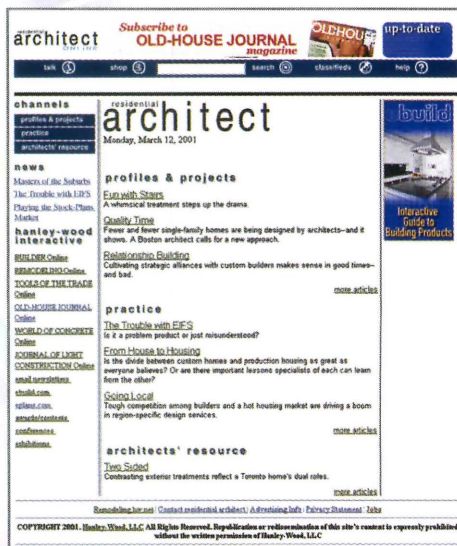 residential
architect
ONLINE
Subscribe to
OLD-HOUSE JOURNAL
magazine
OLD-HOUSE
up-to-date
talk
shop
search
classifieds
help
channels
profiles & projects
practice
architects' resource
news
Masters of the Suburbs
The Trouble with EIFS
Playing the Stock-Plans
Market
hanley-wood
interactive
BUILDER Online
REMODELING Online
TOOLS OF THE TRADE
Online
OLD-HOUSE JOURNAL
Online
WORLD OF CONCRETE
Online
JOURNAL OF LIGHT
CONSTRUCTION Online
email newsletters
ebuild.com
eplans.com
awards/contests
conferences
exhibitions
residential
architect
Monday, March 12, 2001
profiles & projects
Fun with Stairs
A whimsical treatment steps up the drama.
Quality Time
Fewer and fewer single-family homes are being designed by architects—and it
shows. A Boston architect calls for a new approach.
Relationship Building
Cultivating strategic alliances with custom builders makes sense in good times—
and bad.
more articles
practice
The Trouble with EIFS
Is it a problem product or just misunderstood?
From House to Housing
Is the divide between custom homes and production housing as great as
everyone believes? Or are there important lessons specialists of each can learn
from the other?
Going Local
Tough competition among builders and a hot housing market are driving a boom
in region-specific design services.
more articles
architects' resource
Two Sided
Contrasting exterior treatments reflect a Toronto home's dual roles.
more articles
build
Interactive
Guide to
Building Products
Remodeling.hw.net | Contact residential architect | Advertising Info | Privacy Statement | Jobs
COPYRIGHT 2001. Hanley-Wood, LLC All Rights Reserved. Republication or redissemination of this site's content is expressly prohibited
without the written permission of Hanley-Wood, LLC